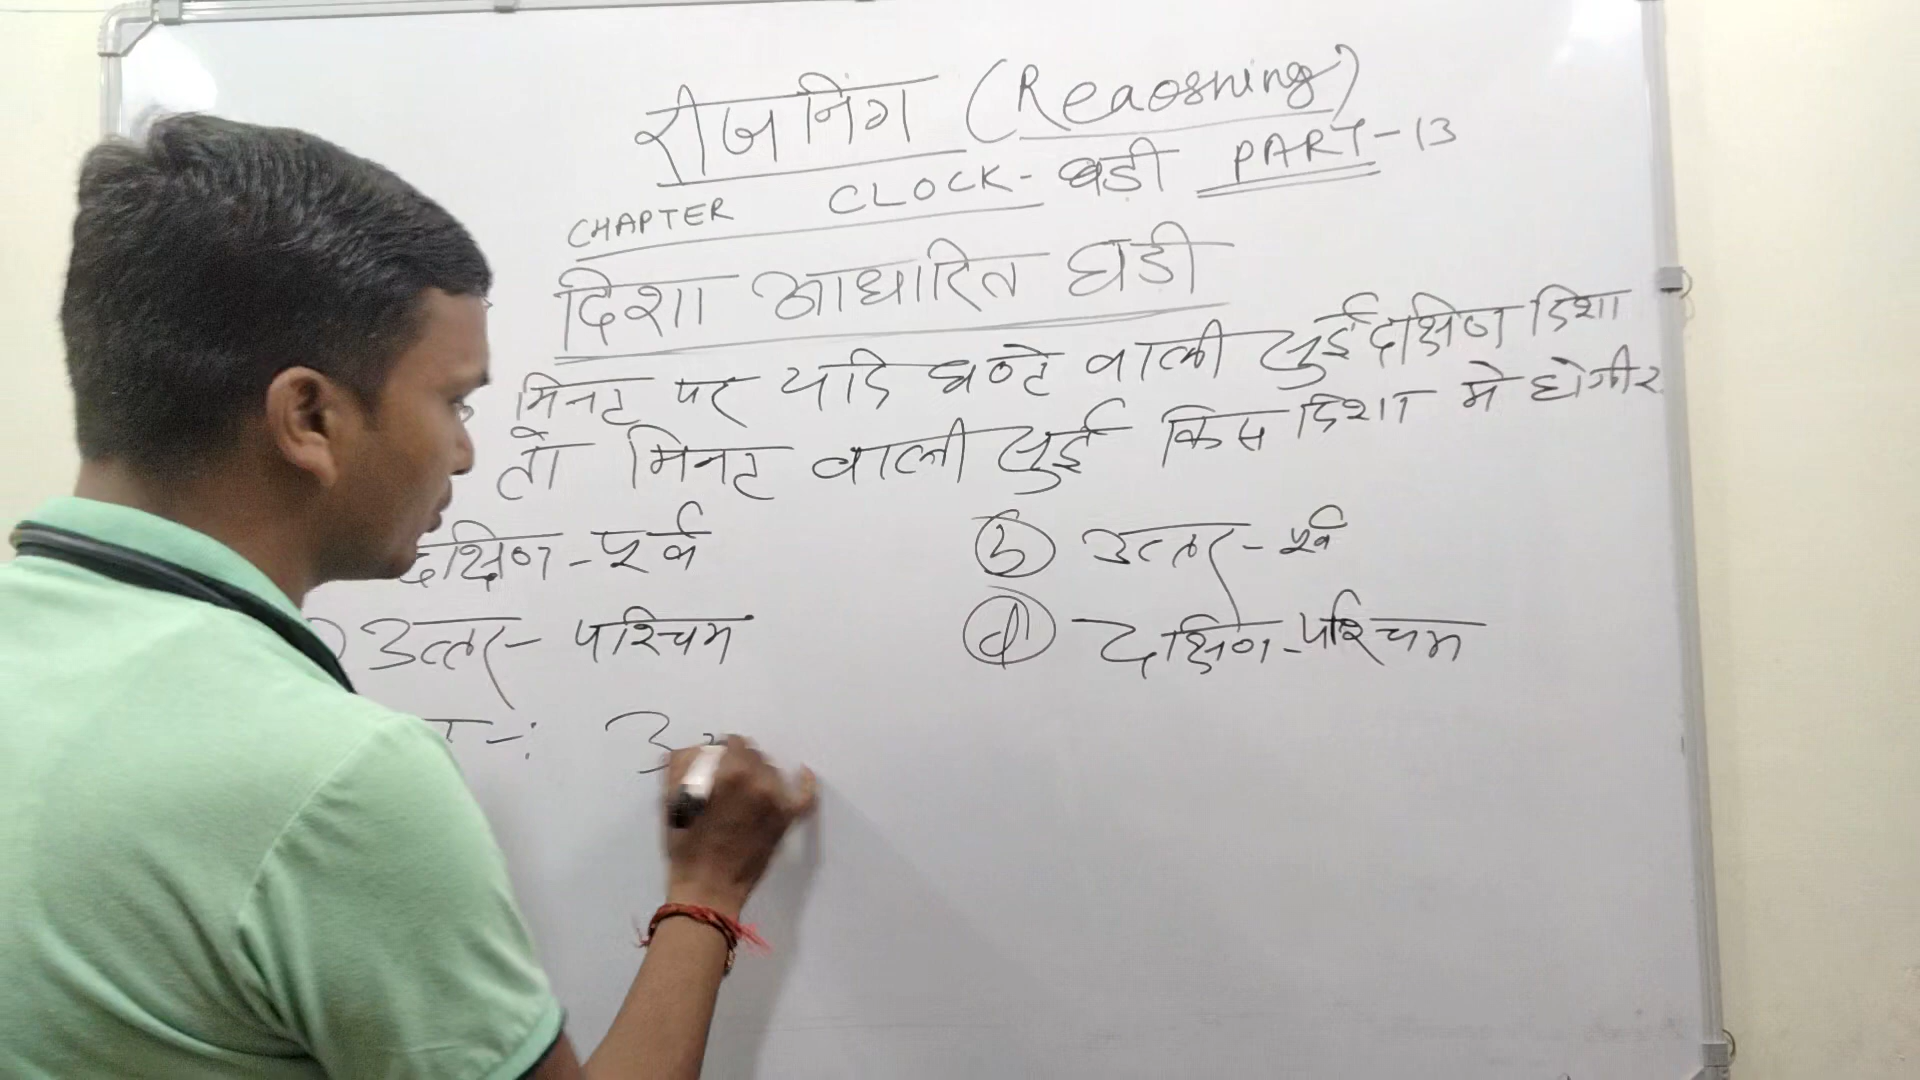 रीजनिंग (Reaosning)
CHAPTER CLOCK- घड़ी PART-13
दिशा आधारित घडी
मिनट पर यदि घण्टे वाली सुई दक्षिण दिशा
तो मिनट वाली सुई किस दिशा मे होगी?
दक्षिण-पूर्व
(b) उत्तर-पूर्व
उत्तर-पश्चिम
(d) दक्षिण-पश्चिम